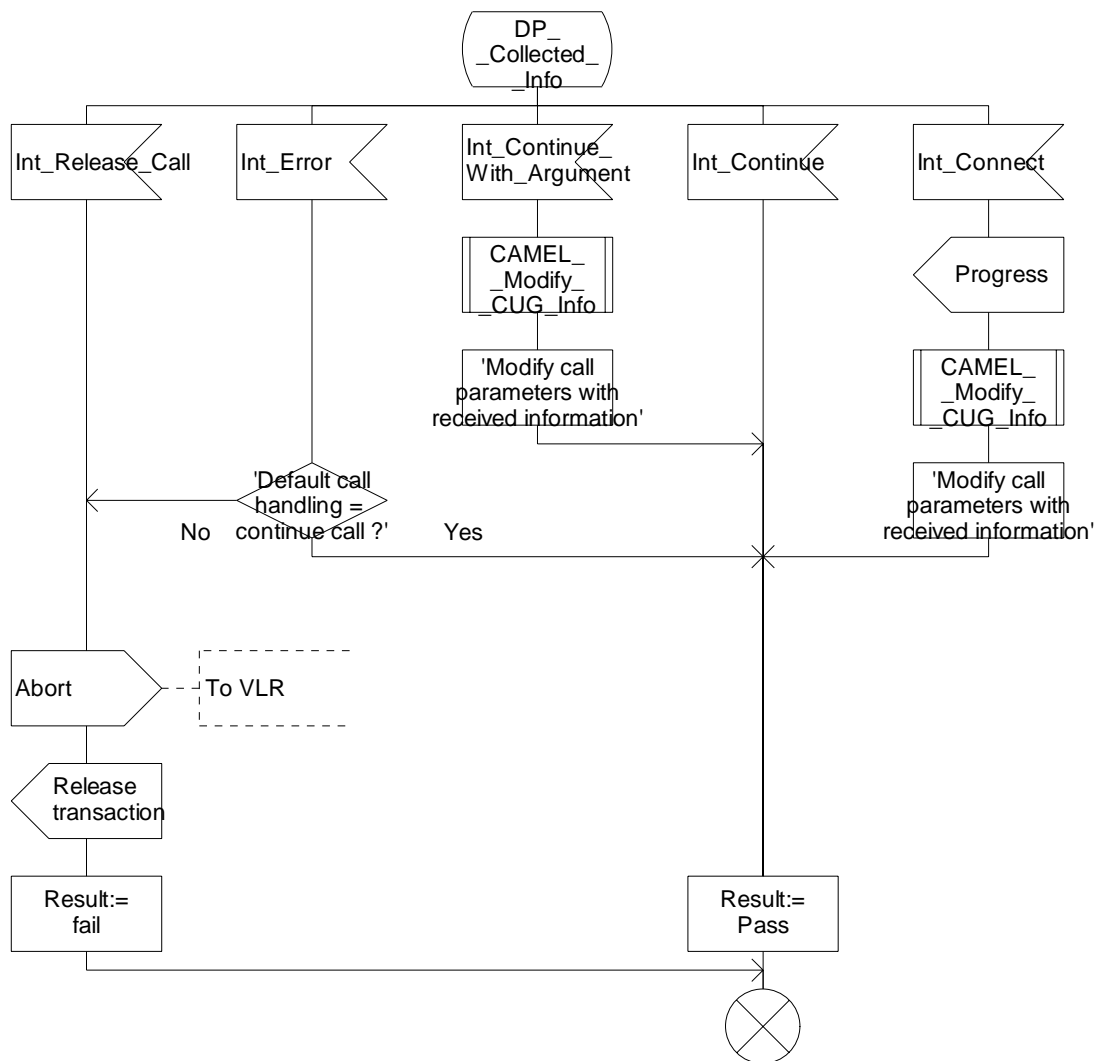 DP_
_Collected_
_Info
Int_Release_Call
Int_Error
Int_Continue_
With_Argument
Int_Continue
Int_Connect
CAMEL_
_Modify_
_CUG_Info
Progress
'Modify call
parameters with
received information'
CAMEL_
_Modify_
_CUG_Info
'Default call
handling =
continue call ?'
No
Yes
'Modify call
parameters with
received information'
Abort
To VLR
Release
transaction
Result:=
fail
Result:=
Pass